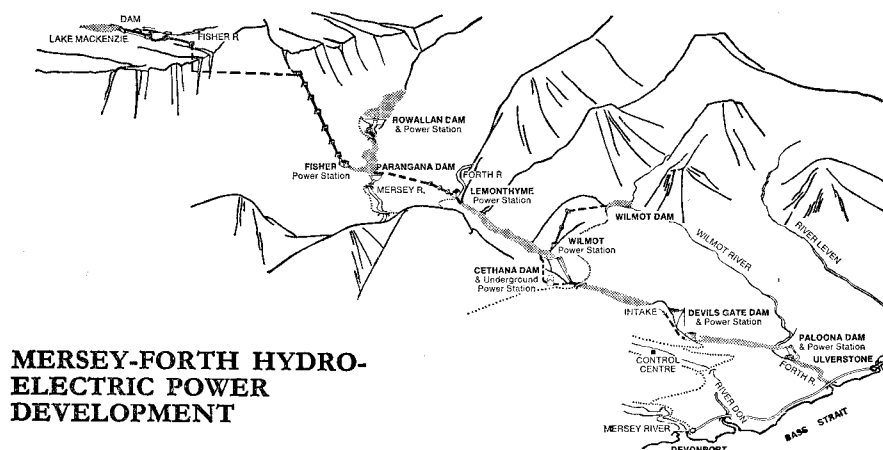 DAM
LAKE MACKENZIE
FISHER R
ROWALLAN DAM
& Power Station
FISHER
Power Station
PARANGANA DAM
MERSEY R.
FORTH R
LEMONTHYME
Power Station
WILMOT DAM
WILMOT
Power Station
WILMOT RIVER
RIVER LEVEN
CETHANA DAM
& Underground
Power Station
INTAKE
DEVILS GATE DAM
& Power Station
PALOONA DAM
& Power Station
ULVERSTONE
CONTROL
CENTRE
FORTH R.
RIVER DON
MERSEY RIVER
BASS STRAIT
DEVONPORT
MERSEY-FORTH HYDRO-
ELECTRIC POWER
DEVELOPMENT